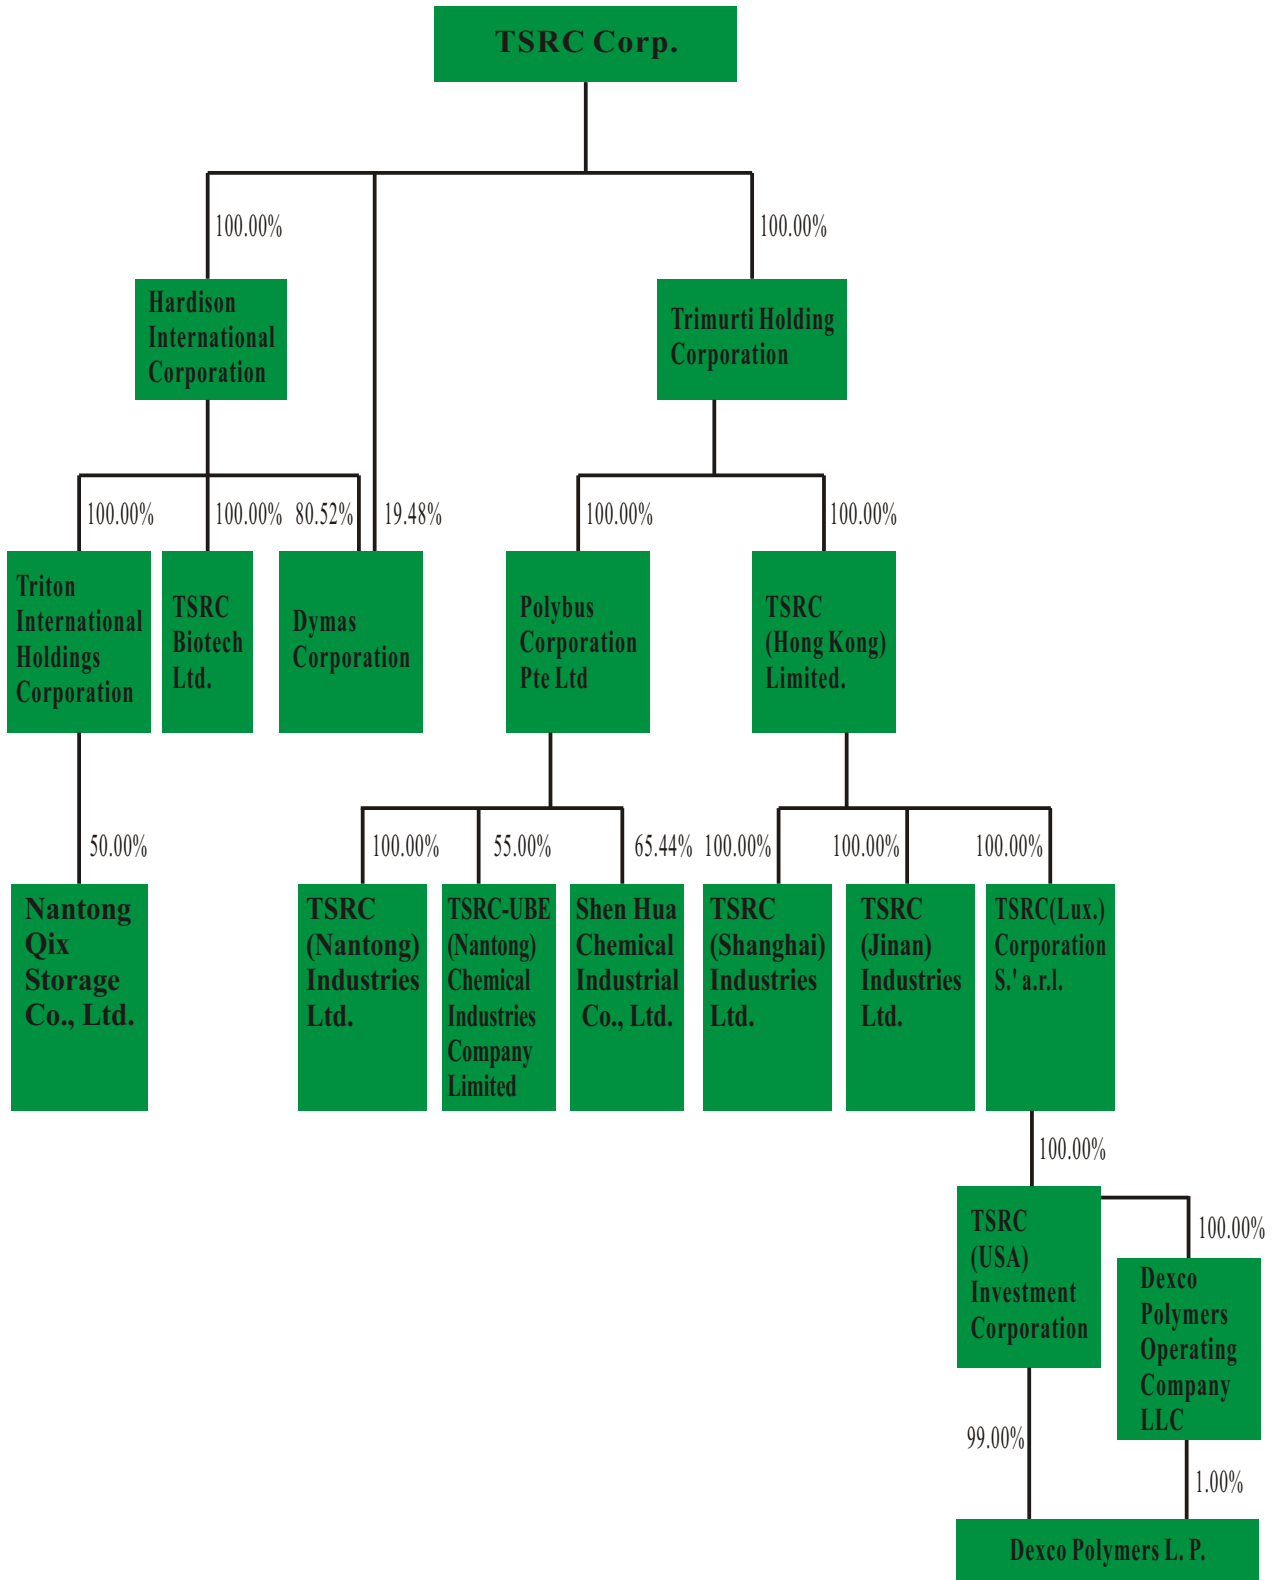 TSRC Corp.
100.00%
100.00%
Hardison
International
Corporation
Trimurti Holding
Corporation
100.00%
100.00%
80.52%
19.48%
100.00%
100.00%
Triton
International
Holdings
Corporation
TSRC
Biotech
Ltd.
Dymas
Corporation
Polybus
Corporation
Pte Ltd
TSRC
(Hong Kong)
Limited.
50.00%
100.00%
55.00%
65.44%
100.00%
100.00%
100.00%
Nantong
Qix
Storage
Co., Ltd.
TSRC
(Nantong)
Industries
Ltd.
TSRC-UBE
(Nantong)
Chemical
Industries
Company
Limited
Shen Hua
Chemical
Industrial
Co., Ltd.
TSRC
(Shanghai)
Industries
Ltd.
TSRC
(Jinan)
Industries
Ltd.
TSRC(Lux.)
Corporation
S.' a.r.l.
100.00%
TSRC
(USA)
Investment
Corporation
100.00%
Dexco
Polymers
Operating
Company
LLC
99.00%
1.00%
Dexco Polymers L. P.